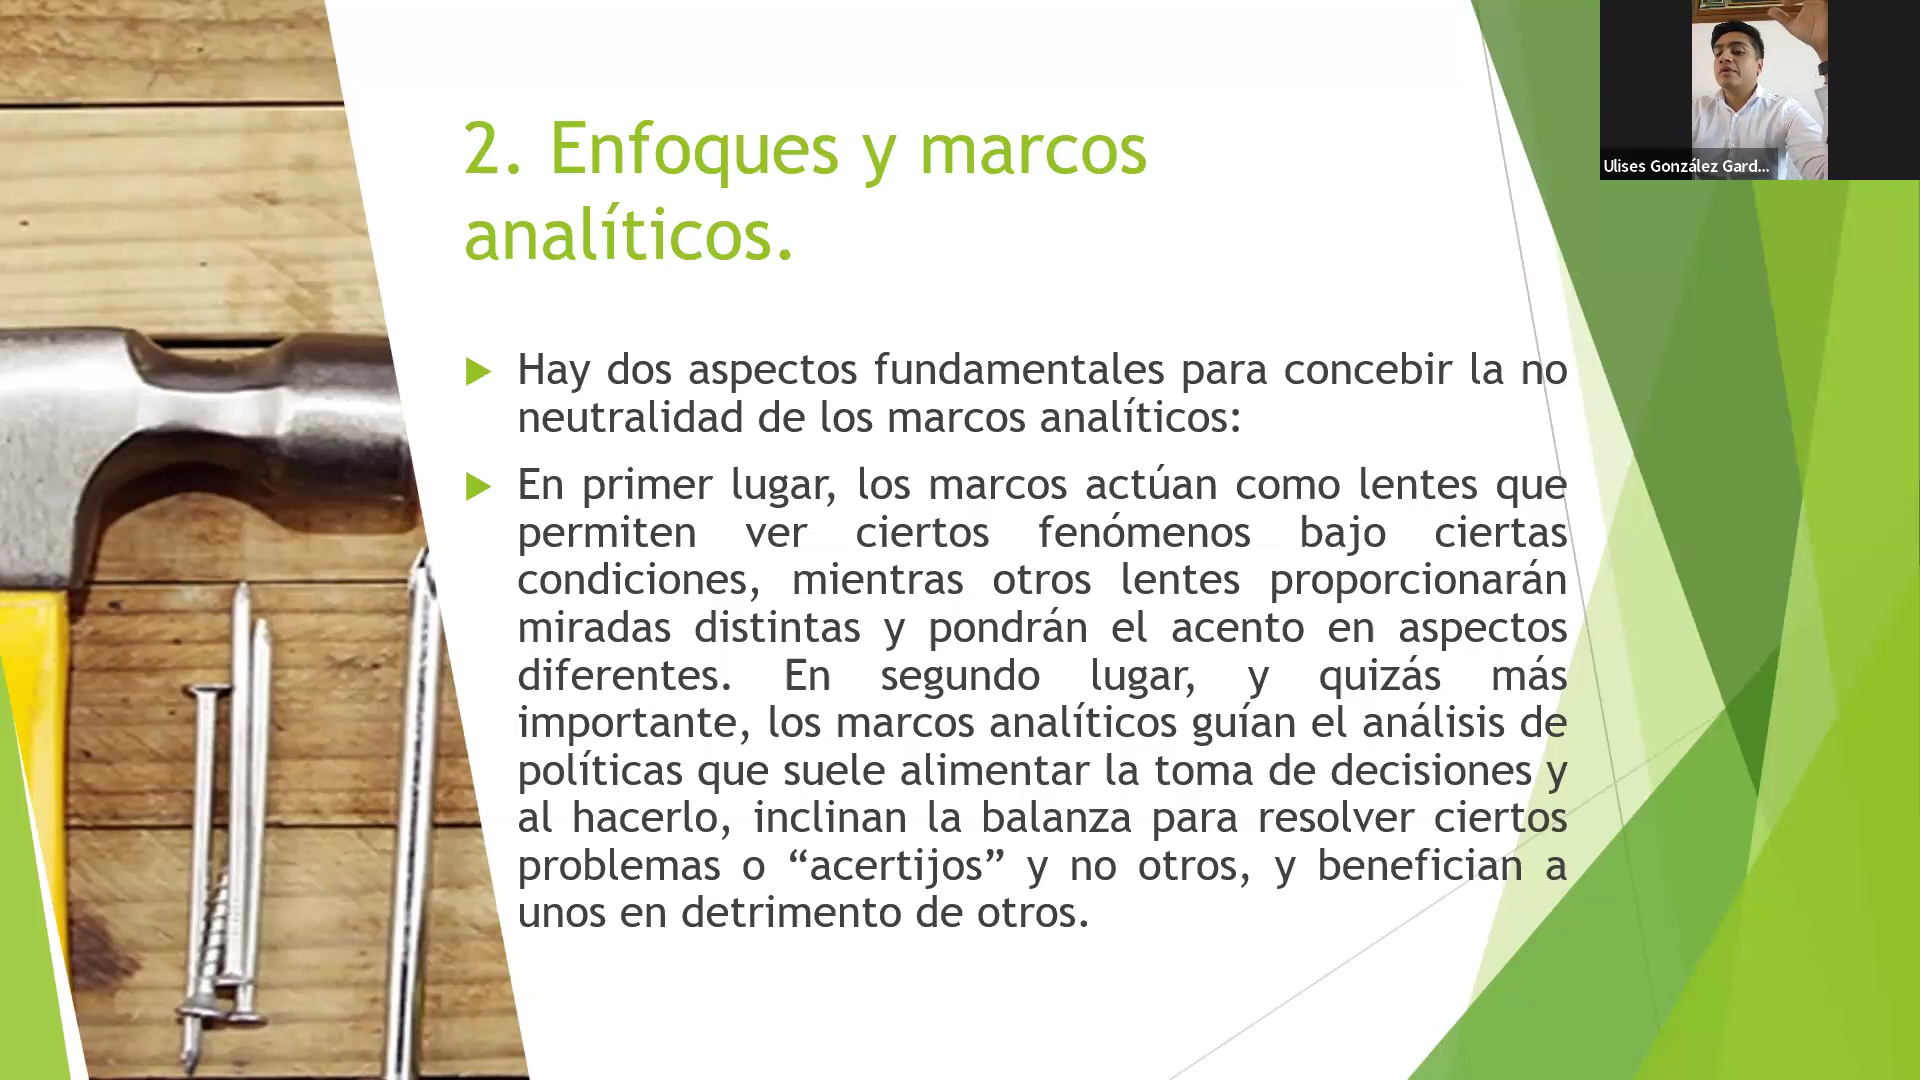 2. Enfoques y marcos
analíticos.
Hay dos aspectos fundamentales para concebir la no
neutralidad de los marcos analíticos:
En primer lugar, los marcos actúan como lentes que
permiten ver ciertos fenómenos bajo ciertas
condiciones, mientras otros lentes proporcionarán
miradas distintas y pondrán el acento en aspectos
diferentes. En segundo lugar, y quizás más
importante, los marcos analíticos guían el análisis de
políticas que suele alimentar la toma de decisiones y
al hacerlo, inclinan la balanza para resolver ciertos
problemas o “acertijos” y no otros, y benefician a
unos en detrimento de otros.
Ulises González Gard...